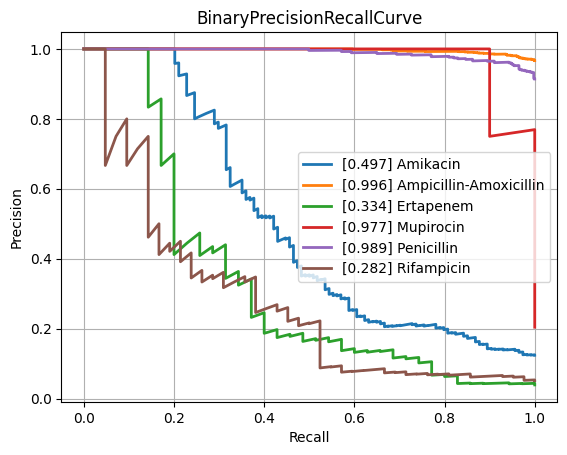 BinaryPrecisionRecallCurve
Precision
1.0
0.8
0.6
0.4
0.2
0.0
[0.497] Amikacin
[0.996] Ampicillin-Amoxicillin
[0.334] Ertapenem
[0.977] Mupirocin
[0.989] Penicillin
[0.282] Rifampicin
0.0 0.2 0.4 0.6 0.8 1.0
Recall